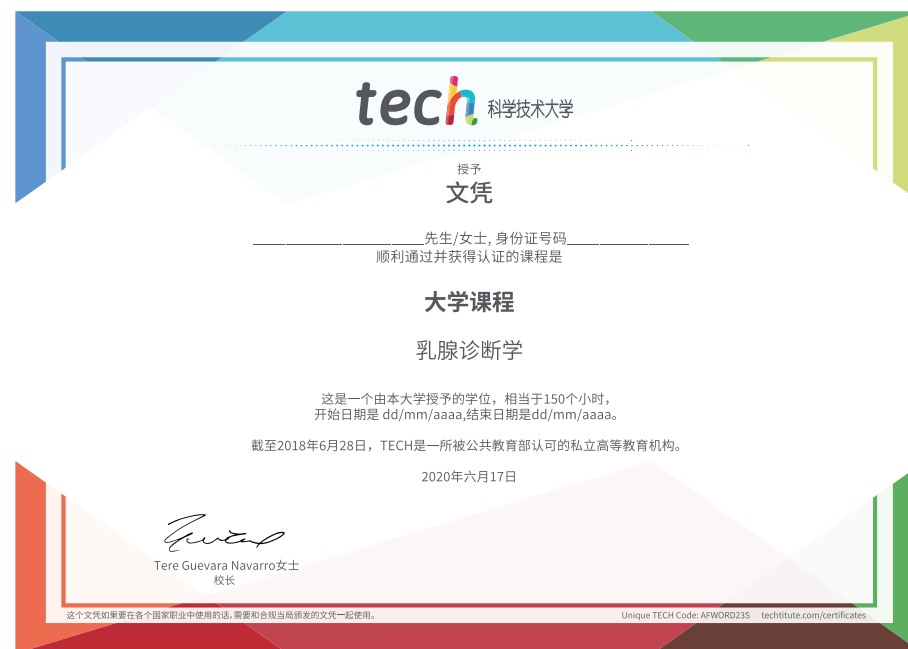 tech 科学技术大学
授予
文凭
先生/女士, 身份证号码
顺利通过并获得认证的课程是
大学课程
乳腺诊断学
这是一个由本大学授予的学位，相当于150个小时，
开始日期是 dd/mm/aaaa,结束日期是dd/mm/aaaa。
截至2018年6月28日，TECH是一所被公共教育部认可的私立高等教育机构。
2020年六月17日
Tere Guevara Navarro女士
校长
这个文凭如果要在各个国家职业中使用的话,需要和合规当局颁发的文凭一起使用。
Unique TECH Code: AFWORD23S techtitute.com/certificates